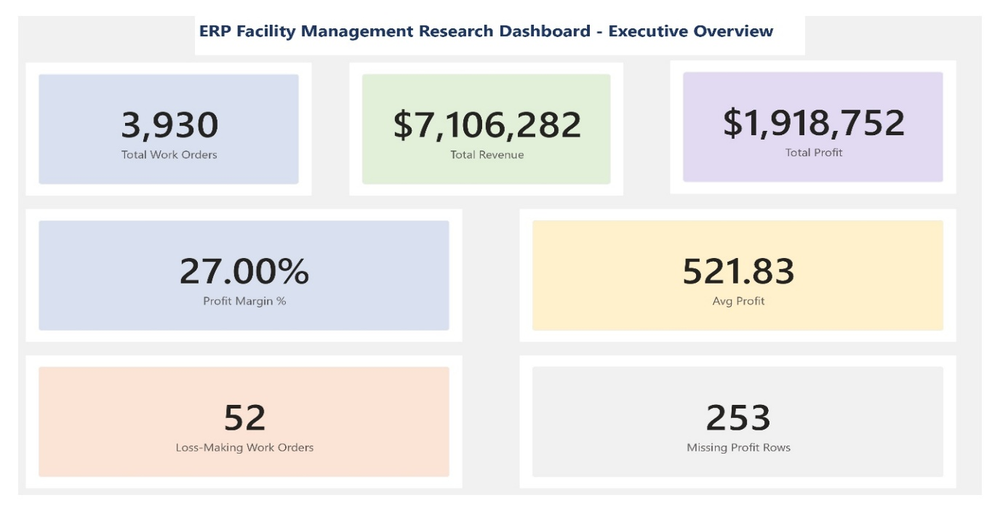 ERP Facility Management Research Dashboard - Executive Overview
3,930
Total Work Orders
$7,106,282
Total Revenue
$1,918,752
Total Profit
27.00%
Profit Margin %
521.83
Avg Profit
52
Loss-Making Work Orders
253
Missing Profit Rows